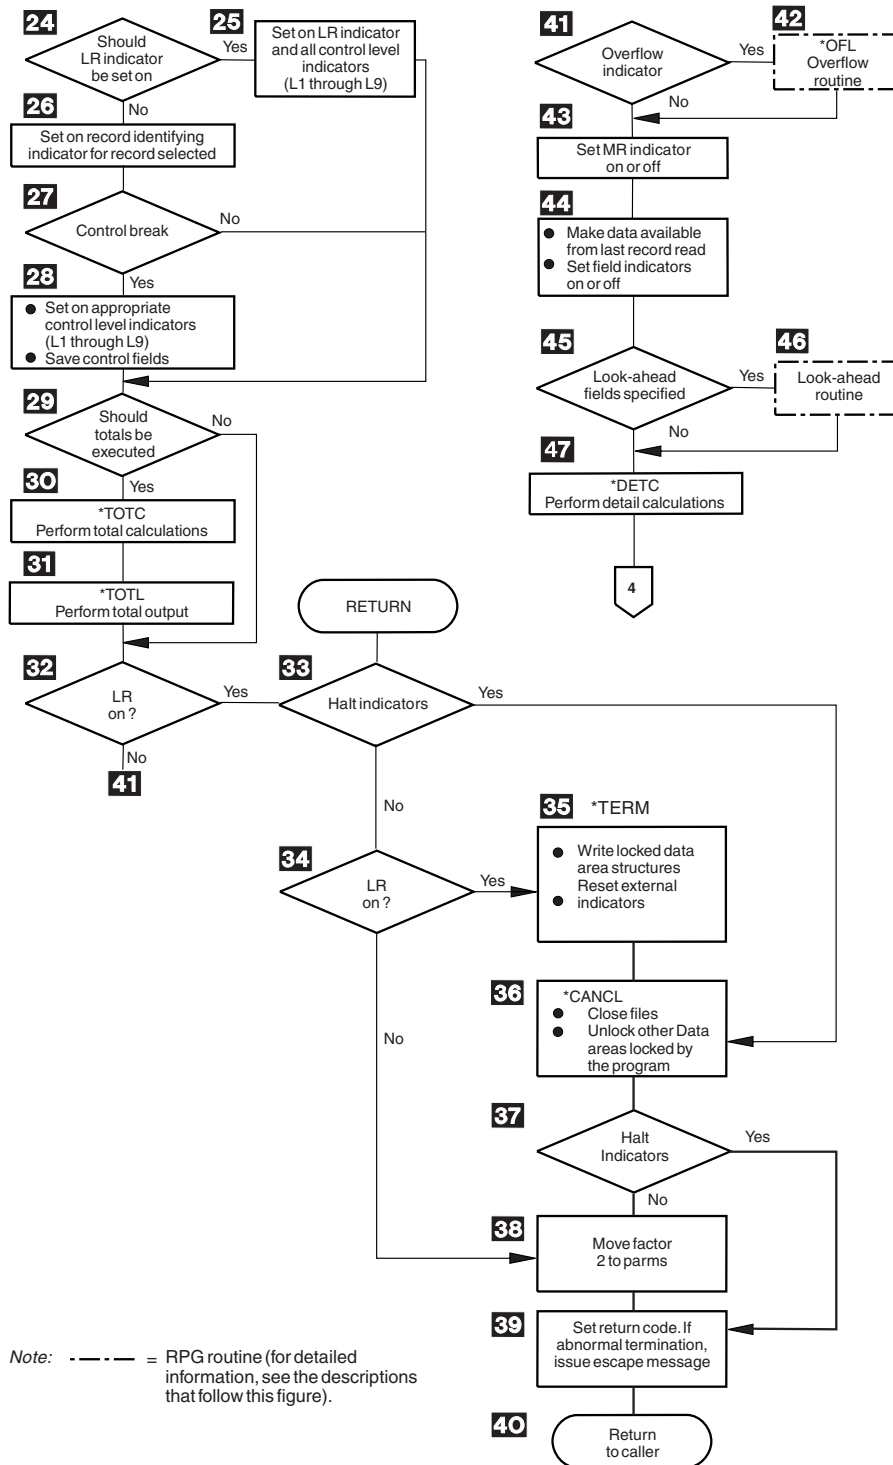 24
Should
LR indicator
be set on
Yes
25
Set on LR indicator
and all control level
indicators
(L1 through L9)
No
26
Set on record identifying
indicator for record selected
27
Control break
No
Yes
28
● Set on appropriate
control level indicators
(L1 through L9)
● Save control fields
29
Should
totals be
executed
No
Yes
30
*TOTC
Perform total calculations
31
*TOTL
Perform total output
32
LR
on ?
Yes
No
41
RETURN
33
Halt indicators
Yes
No
34
LR
on ?
Yes
No
35 *TERM
● Write locked data
area structures
Reset external
● indicators
36
*CANCL
● Close files
● Unlock other Data
areas locked by
the program
37
Halt
Indicators
Yes
No
38
Move factor
2 to parms
39
Set return code. If
abnormal termination,
issue escape message
40
Return
to caller
41
Overflow
indicator
Yes
42
*OFL
Overflow
routine
No
43
Set MR indicator
on or off
44
● Make data available
from last record read
● Set field indicators
on or off
45
Look-ahead
fields specified
Yes
46
Look-ahead
routine
No
47
*DETC
Perform detail calculations
4
Note: = RPG routine (for detailed
information, see the descriptions
that follow this figure).